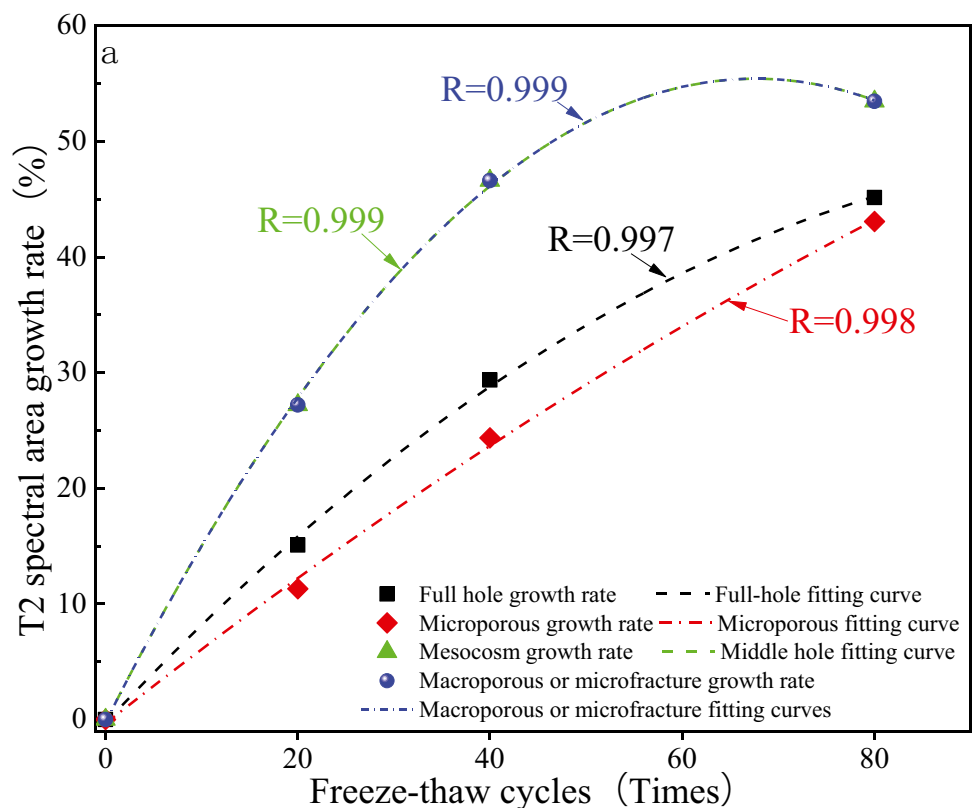 a
60
50
40
30
20
10
0
T2 spectral area growth rate (%)
R=0.999
R=0.999
R=0.997
R=0.998
Full hole growth rate
Full-hole fitting curve
Microporous growth rate
Microporous fitting curve
Mesocosm growth rate
Middle hole fitting curve
Macroporous or microfracture growth rate
Macroporous or microfracture fitting curves
0
20
40
60
80
Freeze-thaw cycles (Times)